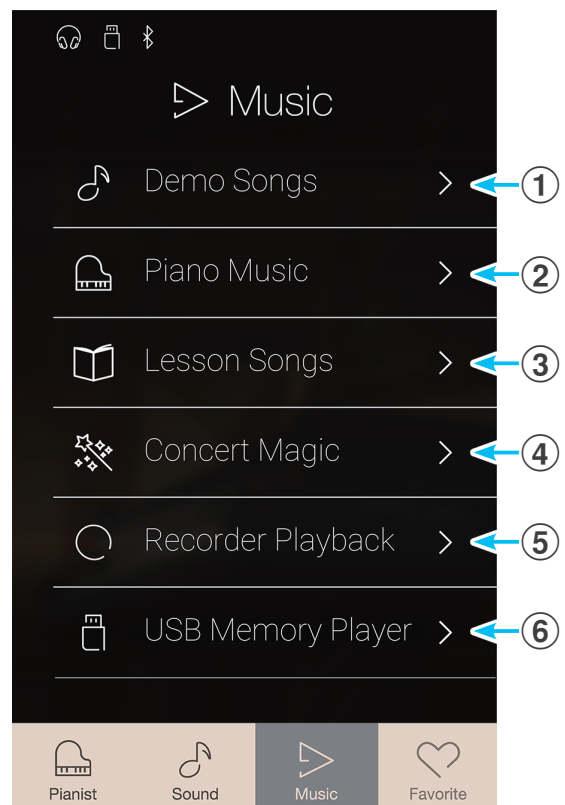 Music
Demo Songs
1
Piano Music
2
Lesson Songs
3
Concert Magic
4
Recorder Playback
5
USB Memory Player
6
Pianist
Sound
Music
Favorite